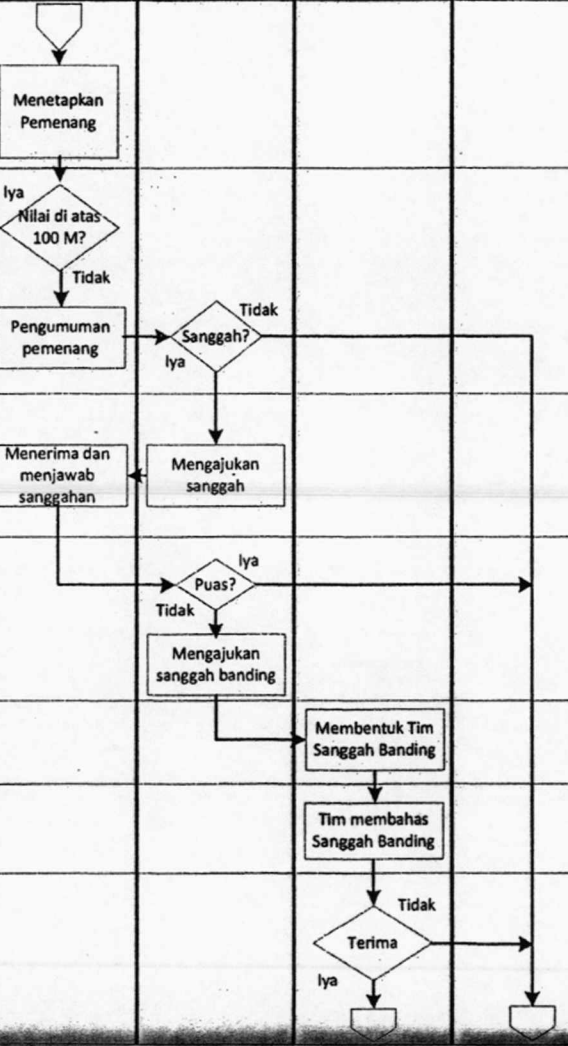 Menetapkan
Pemenang
Iya
Nilai di atas
100 M?
Tidak
Pengumuman
pemenang
Sanggah?
Tidak
Iya
Menerima dan
menjawab
sanggahan
Mengajukan
sanggah
Puas?
Iya
Tidak
Mengajukan
sanggah banding
Membentuk Tim
Sanggah Banding
Tim membahas
Sanggah Banding
Terima
Tidak
Iya